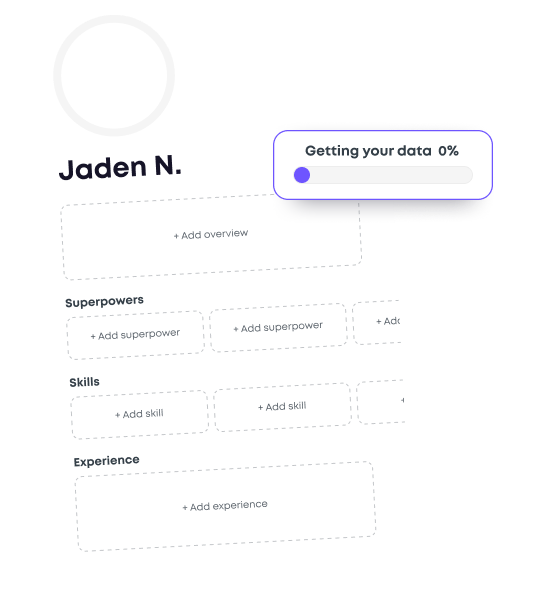 Getting your data 0%
Jaden N.
+ Add overview
Superpowers
+ Add superpower + Add superpower + Add
Skills
+ Add skill + Add skill +
Experience
+ Add experience